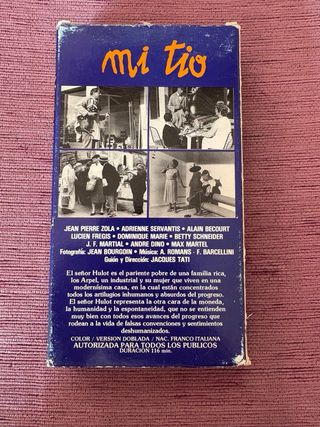 mi tio
JEAN PIERRE ZOLA • ADRIENNE SERVANTIS • ALAIN BECOURT
LUCIEN FREGIS • DOMINIQUE MARIE • BETTY SCHNEIDER
J. F. MARTIAL • ANDRE DINO • MAX MARTEL
Fotografía: JEAN BOURGOIN • Música: A. ROMANS - F. BARCELLINI
Guión y Dirección: JACQUES TATI
El señor Hulot es el pariente pobre de una familia rica,
los Arpel, un industrial y su mujer que viven en una
modernísima casa, en la cual están concentrados
todos los artilugios inhumanos y absurdos del progreso.
El señor Hulot representa la otra cara de la moneda,
la humanidad y la espontaneidad, que no se entienden
muy bien con todos esos avances del progreso que
rodean a la vida de falsas convenciones y sentimientos
deshumanizados.
COLOR / VERSION DOBLADA / NAC. FRANCO ITALIANA
AUTORIZADA PARA TODOS LOS PUBLICOS
DURACION 116 min.